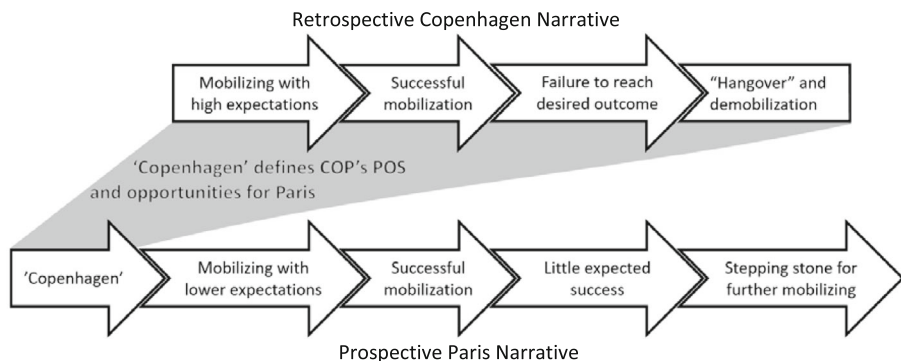 Retrospective Copenhagen Narrative
Mobilizing with
high expectations
Successful
mobilization
Failure to reach
desired outcome
“Hangover” and
demobilization
'Copenhagen' defines COP's POS
and opportunities for Paris
'Copenhagen'
Mobilizing with
lower expectations
Successful
mobilization
Little expected
success
Stepping stone for
further mobilizing
Prospective Paris Narrative